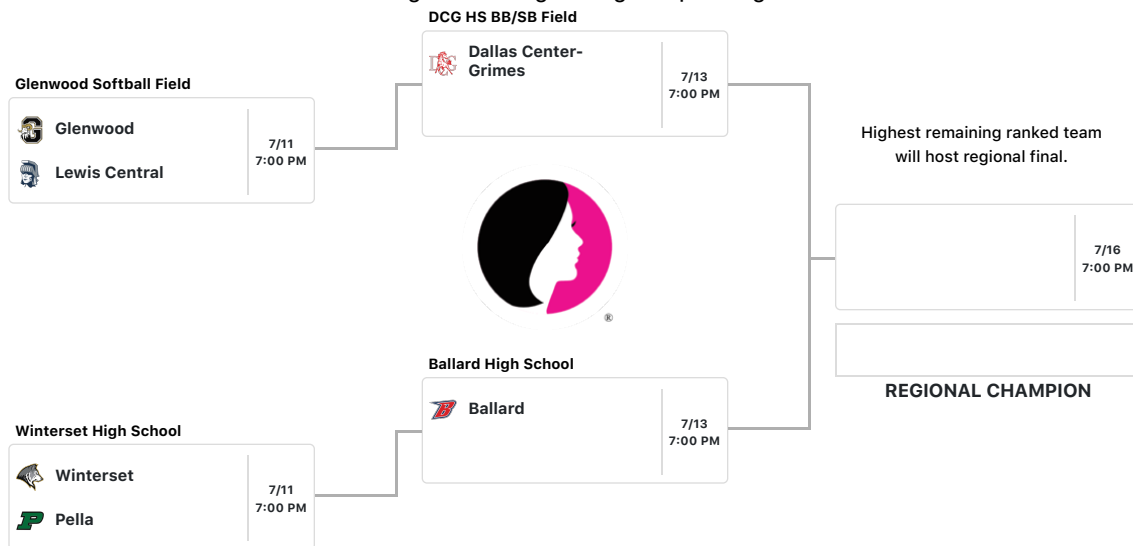 DCG HS BB/SB Field
Dallas Center-
Grimes
7/13
7:00 PM
Glenwood Softball Field
Glenwood
Lewis Central
7/11
7:00 PM
Highest remaining ranked team
will host regional final.
7/16
7:00 PM
REGIONAL CHAMPION
®
Ballard High School
Ballard
7/13
7:00 PM
Winterset High School
Winterset
Pella
7/11
7:00 PM